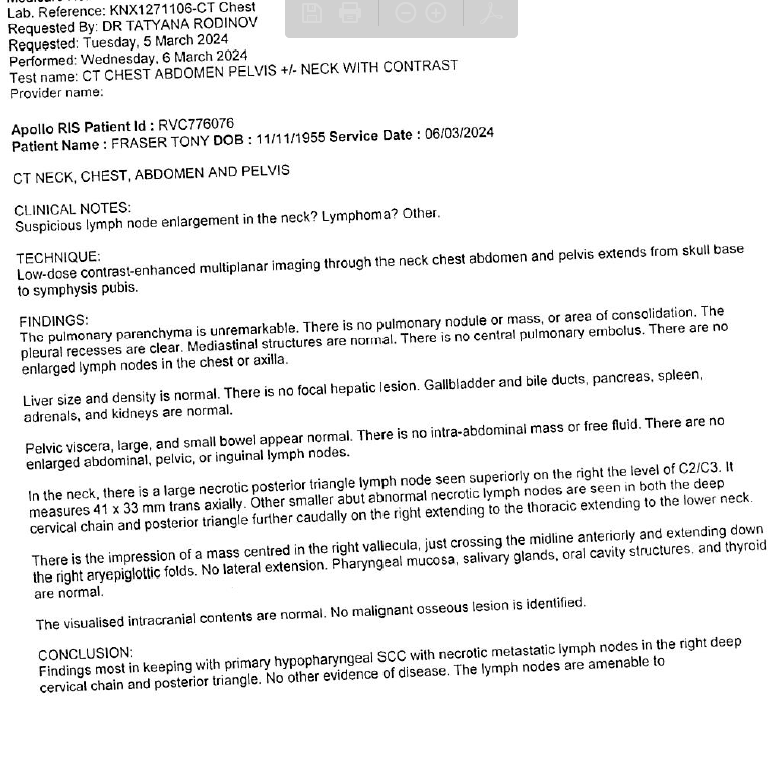 Lab. Reference: KNX1271106-CT Chest
Requested By: DR TATYANA RODINOV
Requested: Tuesday, 5 March 2024
Performed: Wednesday, 6 March 2024
Test name: CT CHEST ABDOMEN PELVIS +/- NECK WITH CONTRAST
Provider name:
Apollo RIS Patient Id : RVC776076
Patient Name : FRASER TONY DOB : 11/11/1955 Service Date : 06/03/2024
CT NECK, CHEST, ABDOMEN AND PELVIS
CLINICAL NOTES:
Suspicious lymph node enlargement in the neck? Lymphoma? Other.
TECHNIQUE:
Low-dose contrast-enhanced multiplanar imaging through the neck chest abdomen and pelvis extends from skull base
to symphysis pubis.
FINDINGS:
The pulmonary parenchyma is unremarkable. There is no pulmonary nodule or mass, or area of consolidation. The
pleural recesses are clear. Mediastinal structures are normal. There is no central pulmonary embolus. There are no
enlarged lymph nodes in the chest or axilla.
Liver size and density is normal. There is no focal hepatic lesion. Gallbladder and bile ducts, pancreas, spleen,
adrenals, and kidneys are normal.
Pelvic viscera, large, and small bowel appear normal. There is no intra-abdominal mass or free fluid. There are no
enlarged abdominal, pelvic, or inguinal lymph nodes.
In the neck, there is a large necrotic posterior triangle lymph node seen superiorly on the right the level of C2/C3. It
measures 41 x 33 mm trans axially. Other smaller abut abnormal necrotic lymph nodes are seen in both the deep
cervical chain and posterior triangle further caudally on the right extending to the thoracic extending to the lower neck.
There is the impression of a mass centred in the right vallecula, just crossing the midline anteriorly and extending down
the right aryepiglottic folds. No lateral extension. Pharyngeal mucosa, salivary glands, oral cavity structures, and thyroid
are normal.
The visualised intracranial contents are normal. No malignant osseous lesion is identified.
CONCLUSION:
Findings most in keeping with primary hypopharyngeal SCC with necrotic metastatic lymph nodes in the right deep
cervical chain and posterior triangle. No other evidence of disease. The lymph nodes are amenable to